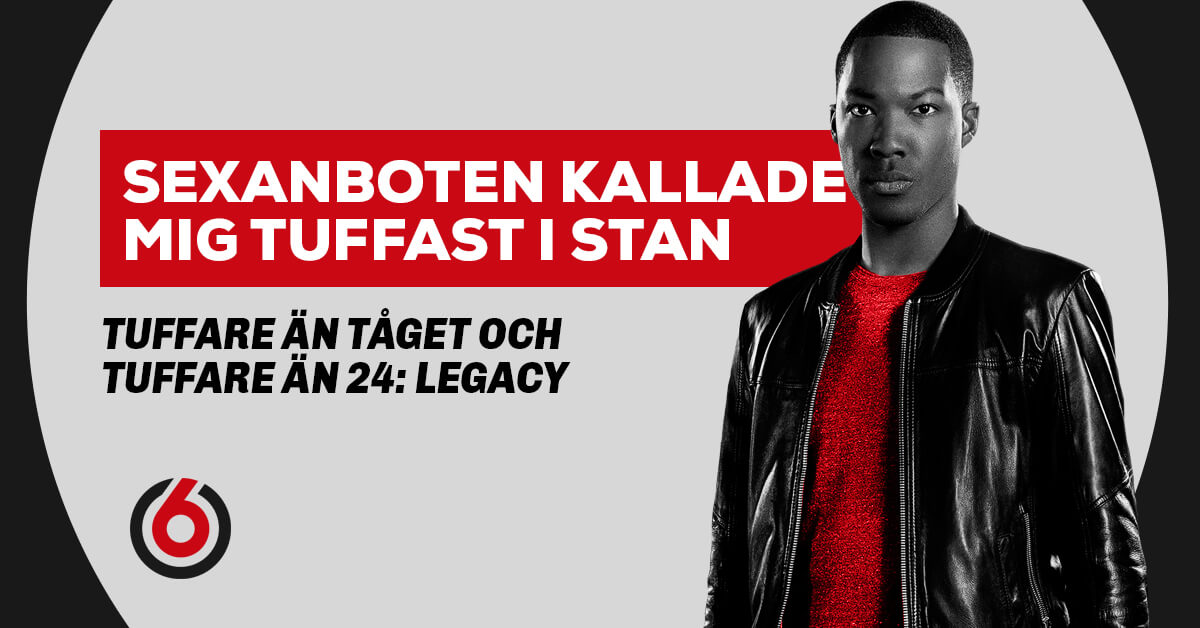 SEXANBOTEN KALLADE
MIG TUFFAST I STAN
TUFFARE ÄN TÅGET OCH
TUFFARE ÄN 24: LEGACY
6